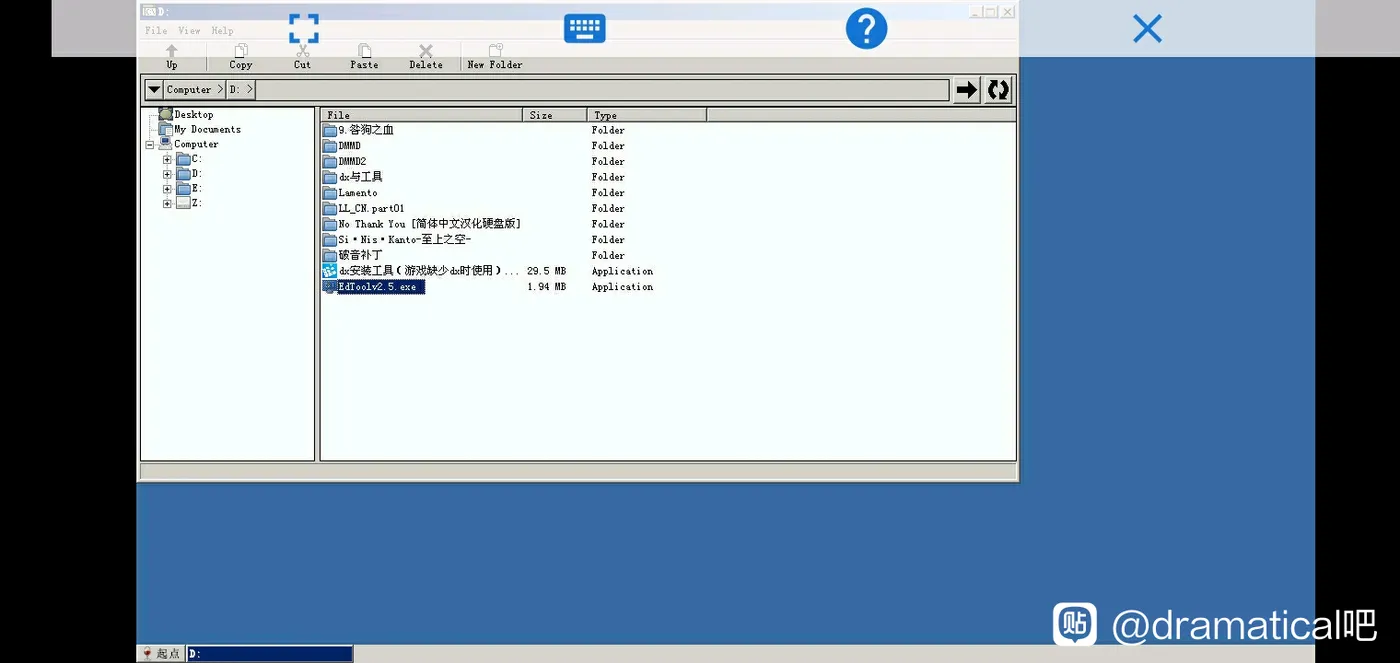 D:
File View Help
Up Copy Cut Paste Delete New Folder
Computer > D: >
Desktop
My Documents
Computer
C:
D:
E:
Z:
File Size Type
9.咎狗之血 Folder
DMMD Folder
DMMD2 Folder
dx与工具 Folder
Lamento Folder
LL_CN.part01 Folder
No Thank You [简体中文汉化硬盘版] Folder
Si·Nis·Kanto-至上之空- Folder
破音补丁 Folder
dx安装工具(游戏缺少dx时使用)... 29.5 MB Application
EdToolv2.5.exe 1.94 MB Application
起点 D:
贴 @dramatical吧